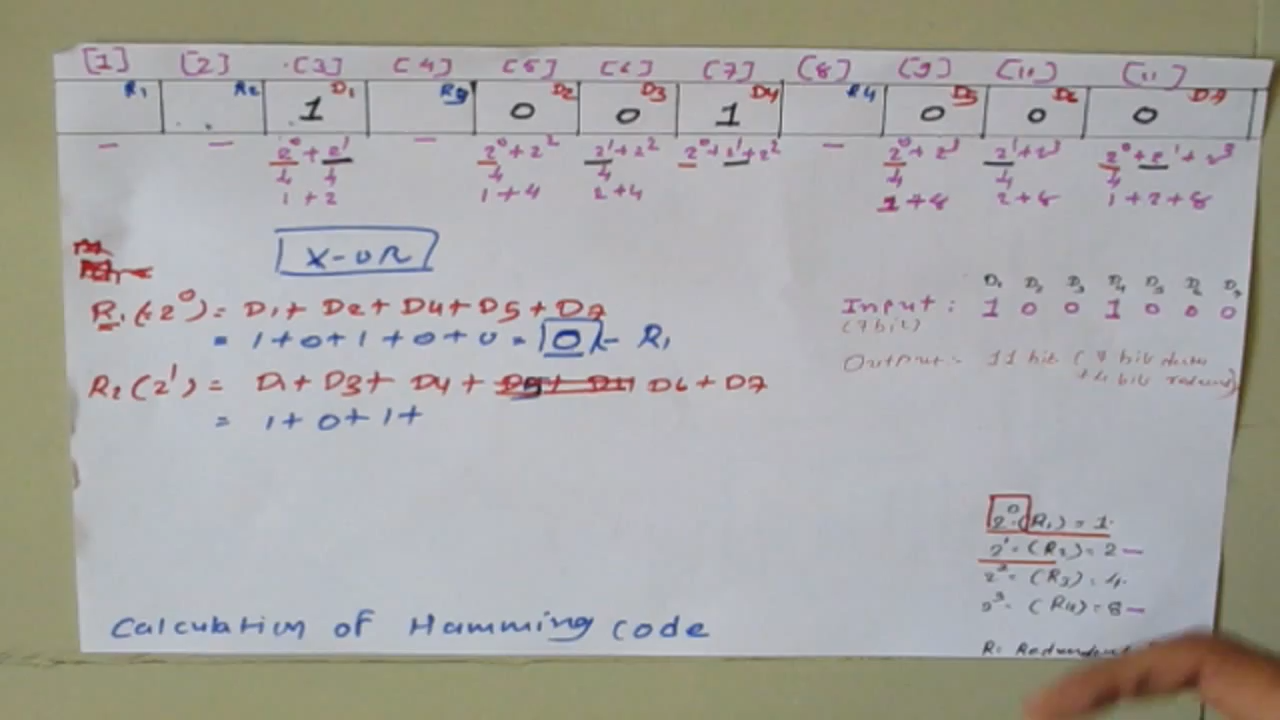 [1] [2] [3] [4] [5] [6] [7] [8] [9] [10] [11]
R1 R2 1 D1 R3 0 D2 0 D3 1 D4 R4 0 D5 0 D6 0 D7
— — 2⁰+2¹ — 2⁰+2² 2¹+2² 2⁰+2¹+2² — 2⁰+2³ 2¹+2³ 2⁰+2¹+2³
1+2 1+4 2+4 1+8 2+8 1+2+8
X-OR
R1(2⁰)= D1+ D2+ D4+ D5+ D7
= 1+0+1+0+0= 0 ← R1
R2(2¹)= D1+ D3+ D4 + D6 + D7
= 1+ 0+ 1+
D1 D2 D3 D4 D5 D6 D7
Input: 1 0 0 1 0 0 0
(7bit)
Output:- 11 bit (7 bit
+4 bit
2⁰-(R1)=1
2¹=(R2)=2—
2²= (R3)=4
2³- (R4)=8—
R:
Calculation of Hamming code